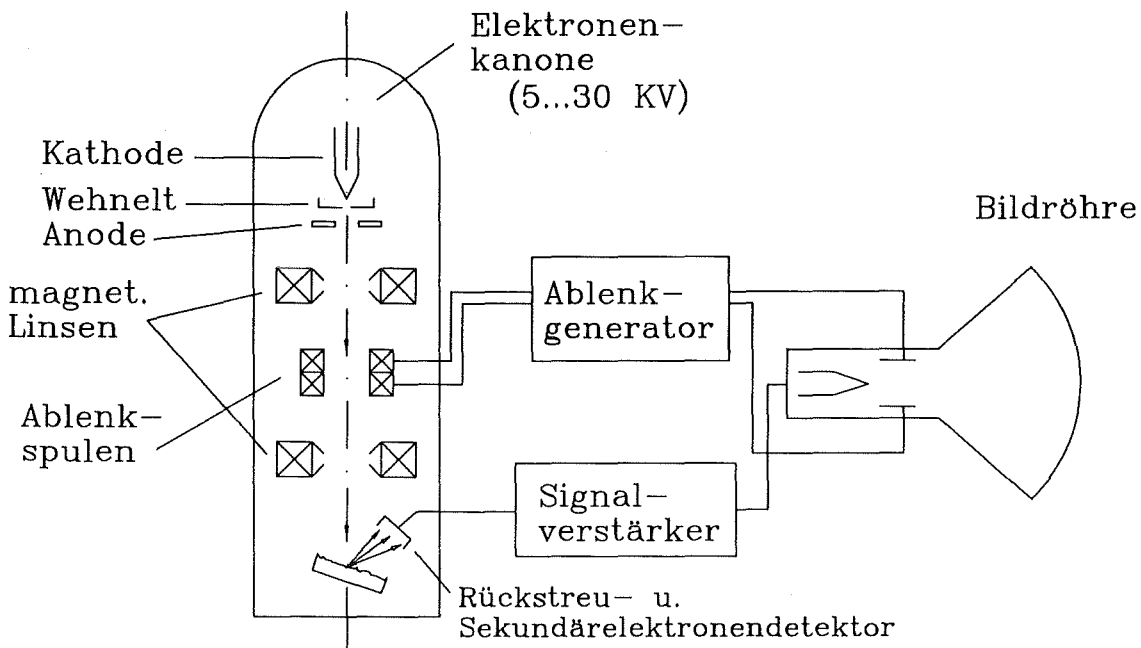 Elektronen-
kanone
(5...30 KV)
Kathode
Wehnelt
Anode
Bildröhre
magnet.
Linsen
Ablenk-
generator
Ablenk-
spulen
Signal-
verstärker
Rückstreu- u.
Sekundärelektronendetektor